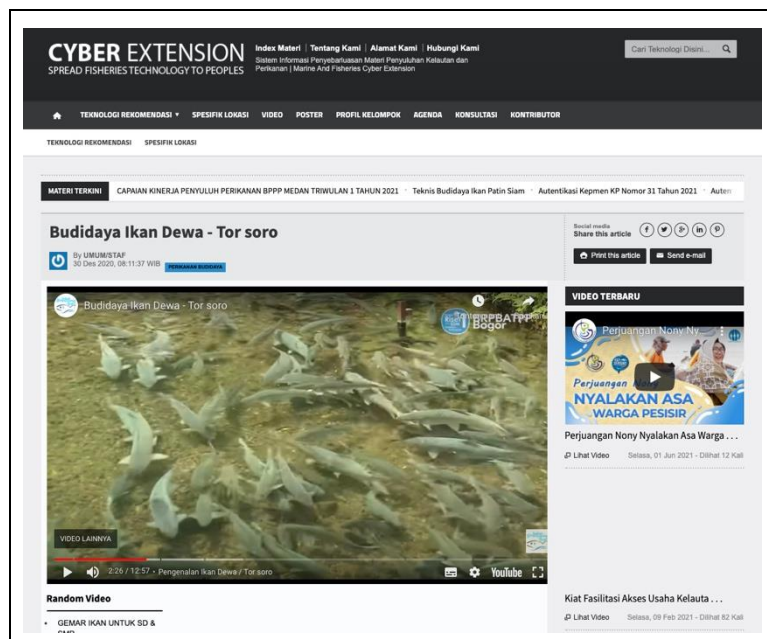 CYBER EXTENSION
SPREAD FISHERIES TECHNOLOGY TO PEOPLES
Index Materi | Tentang Kami | Alamat Kami | Hubungi Kami
Sistem Informasi Penyebarluasan Materi Penyuluhan Kelautan dan
Perikanan | Marine And Fisheries Cyber Extension
Cari Teknologi Disini...
TEKNOLOGI REKOMENDASI ▾ SPESIFIK LOKASI VIDEO POSTER PROFIL KELOMPOK AGENDA KONSULTASI KONTRIBUTOR
TEKNOLOGI REKOMENDASI SPESIFIK LOKASI
MATERI TERKINI CAPAIAN KINERJA PENYULUH PERIKANAN BPPP MEDAN TRIWULAN 1 TAHUN 2021 Teknis Budidaya Ikan Patin Siam Autentikasi Kepmen KP Nomor 31 Tahun 2021 Auten
Budidaya Ikan Dewa - Tor soro
By UMUM/STAF
30 Des 2020, 08:11:37 WIB PERIKANAN BUDIDAYA
Social media
Share this article
Print this article Send e-mail
Budidaya Ikan Dewa - Tor soro
Bogor
VIDEO LAINNYA
2:26 / 12:57 • Pengenalan Ikan Dewa / Tor soro
YouTube
VIDEO TERBARU
Perjuangan Nony Ny...
Perjuangan Nony
NYALAKAN ASA
WARGA PESISIR
Perjuangan Nony Nyalakan Asa Warga . . .
Lihat Video Selasa, 01 Jun 2021 - Dilihat 12 Kali
Kiat Fasilitasi Akses Usaha Kelauta . . .
Lihat Video Selasa, 09 Feb 2021 - Dilihat 82 Kali
Random Video
• GEMAR IKAN UNTUK SD &